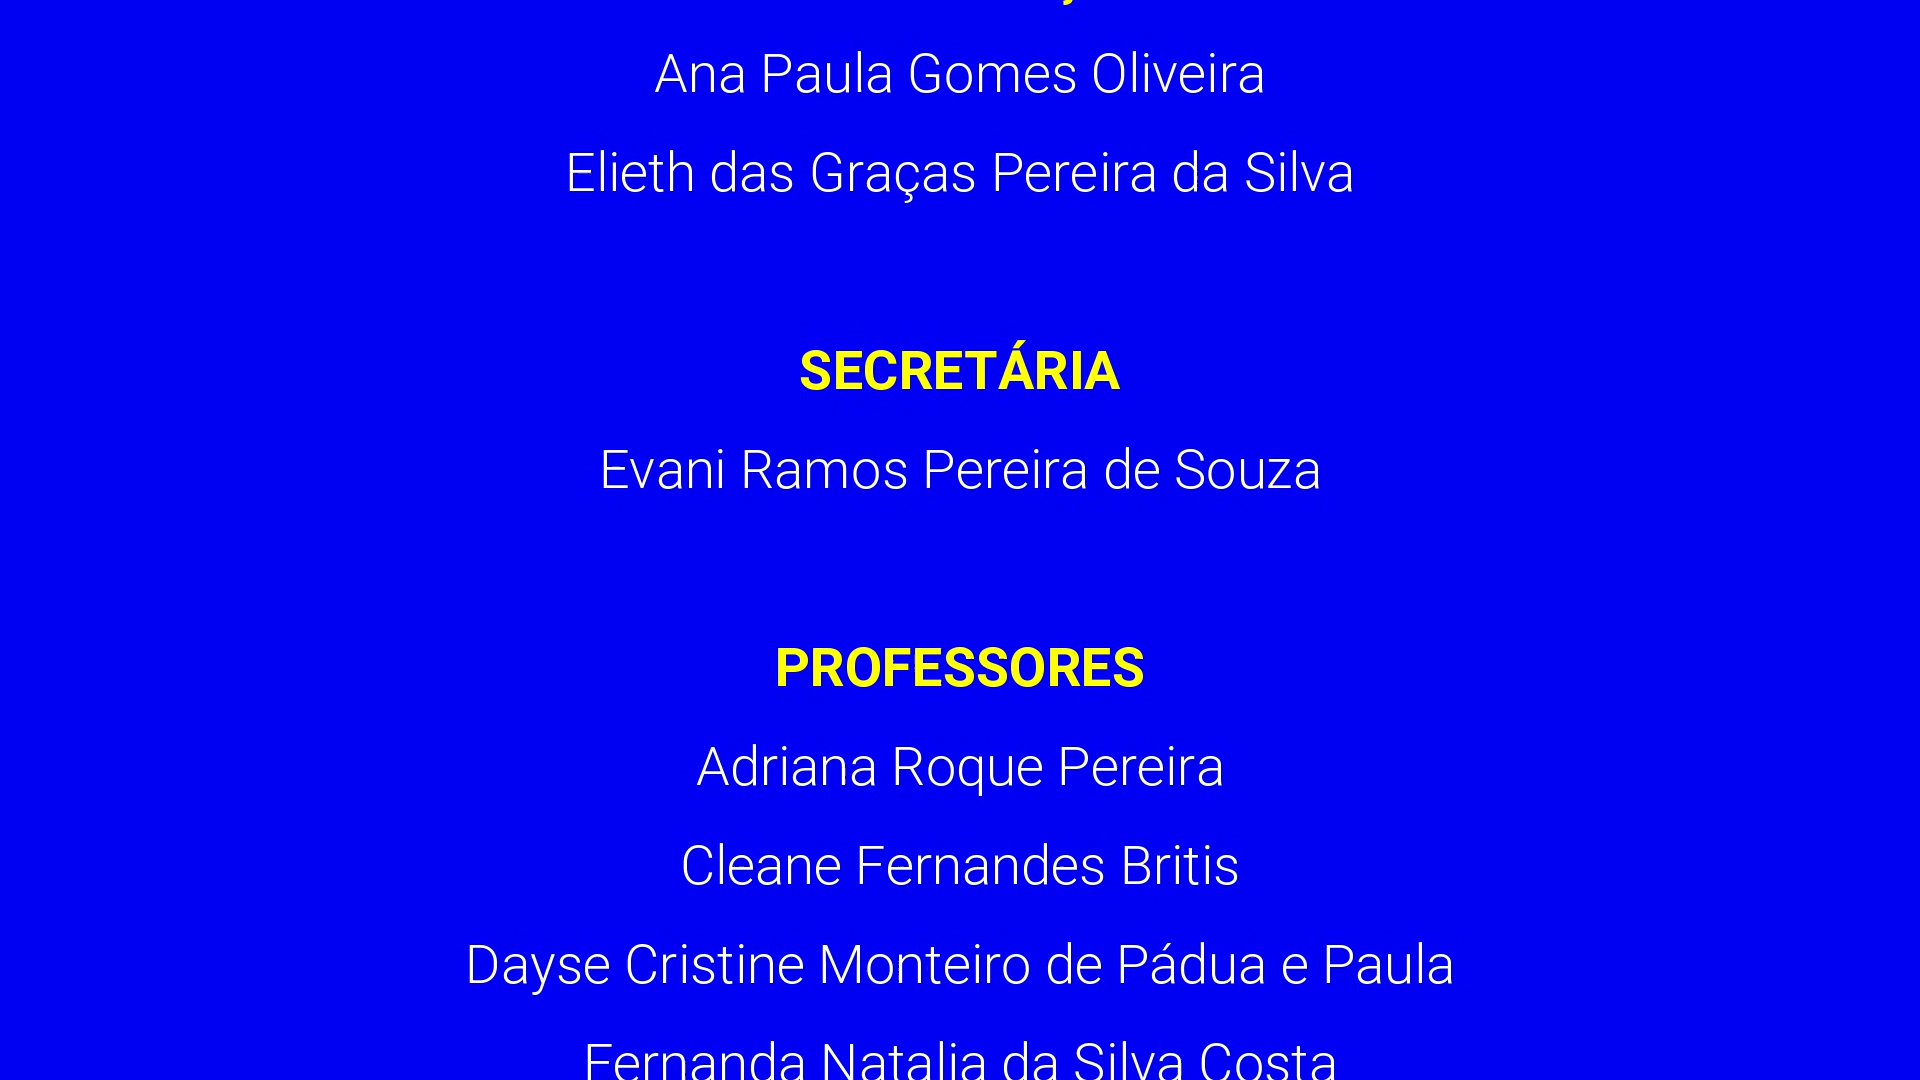 Ana Paula Gomes Oliveira
Elieth das Graças Pereira da Silva
SECRETÁRIA
Evani Ramos Pereira de Souza
PROFESSORES
Adriana Roque Pereira
Cleane Fernandes Britis
Dayse Cristine Monteiro de Pádua e Paula
Fernanda Natalia da Silva Costa